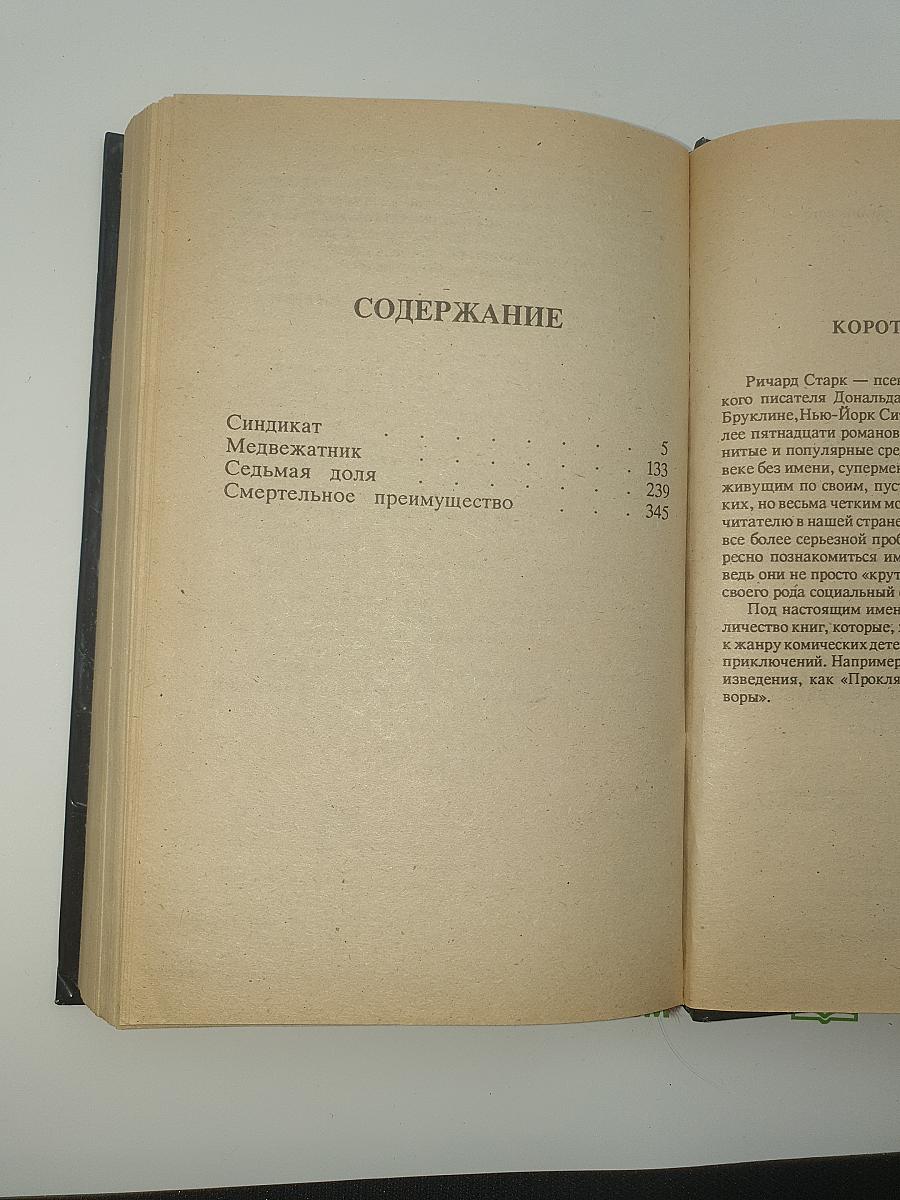 СОДЕРЖАНИЕ
Синдикат . . . . . . . 5
Медвежатник . . . . . . 133
Седьмая доля . . . . . . 239
Смертельное преимущество . . . . 345
КОРОТ
Ричард Старк — псев
кого писателя Дональда
Бруклине, Нью-Йорк Сит
лее пятнадцати романов
нитые и популярные сре
веке без имени, супермен
живущим по своим, пуст
ких, но весьма четким мо
читателю в нашей стране
все более серьезной проб
ресно познакомиться им
ведь они не просто «крут
своего рода социальный
Под настоящим имен
личество книг, которые,
к жанру комических дете
приключений. Например
изведения, как «Прокля
воры».